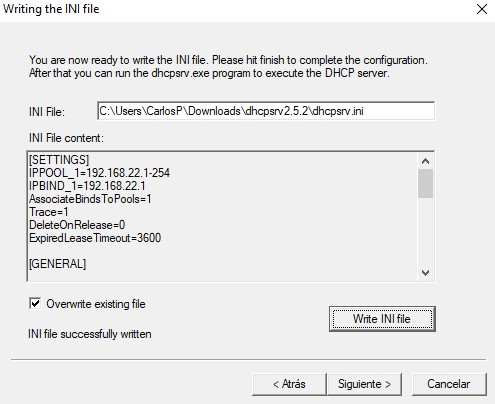 Writing the INI file
You are now ready to write the INI file. Please hit finish to complete the configuration.
After that you can run the dhcpsrv.exe program to execute the DHCP server.
INI File:
C:\Users\CarlosP\Downloads\dhcpsrv2.5.2\dhcpsrv.ini
INI File content:
[SETTINGS]
IPPOOL_1=192.168.22.1-254
IPBIND_1=192.168.22.1
AssociateBindsToPools=1
Trace=1
DeleteOnRelease=0
ExpiredLeaseTimeout=3600
[GENERAL]
Overwrite existing file
Write INI file
INI file successfully written
< Atrás
Siguiente >
Cancelar